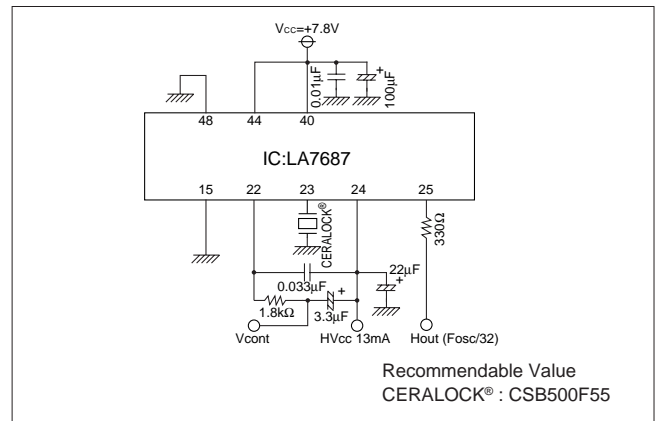 Vcc=+7.8V
0.01µF
100µF
48
44
40
IC:LA7687
15
22
23
24
25
CERALOCK®
330Ω
0.033µF
22µF
1.8kΩ
3.3µF
Vcont
HVcc 13mA
Hout (Fosc/32)
+
+
+
Recommendable Value
CERALOCK® : CSB500F55